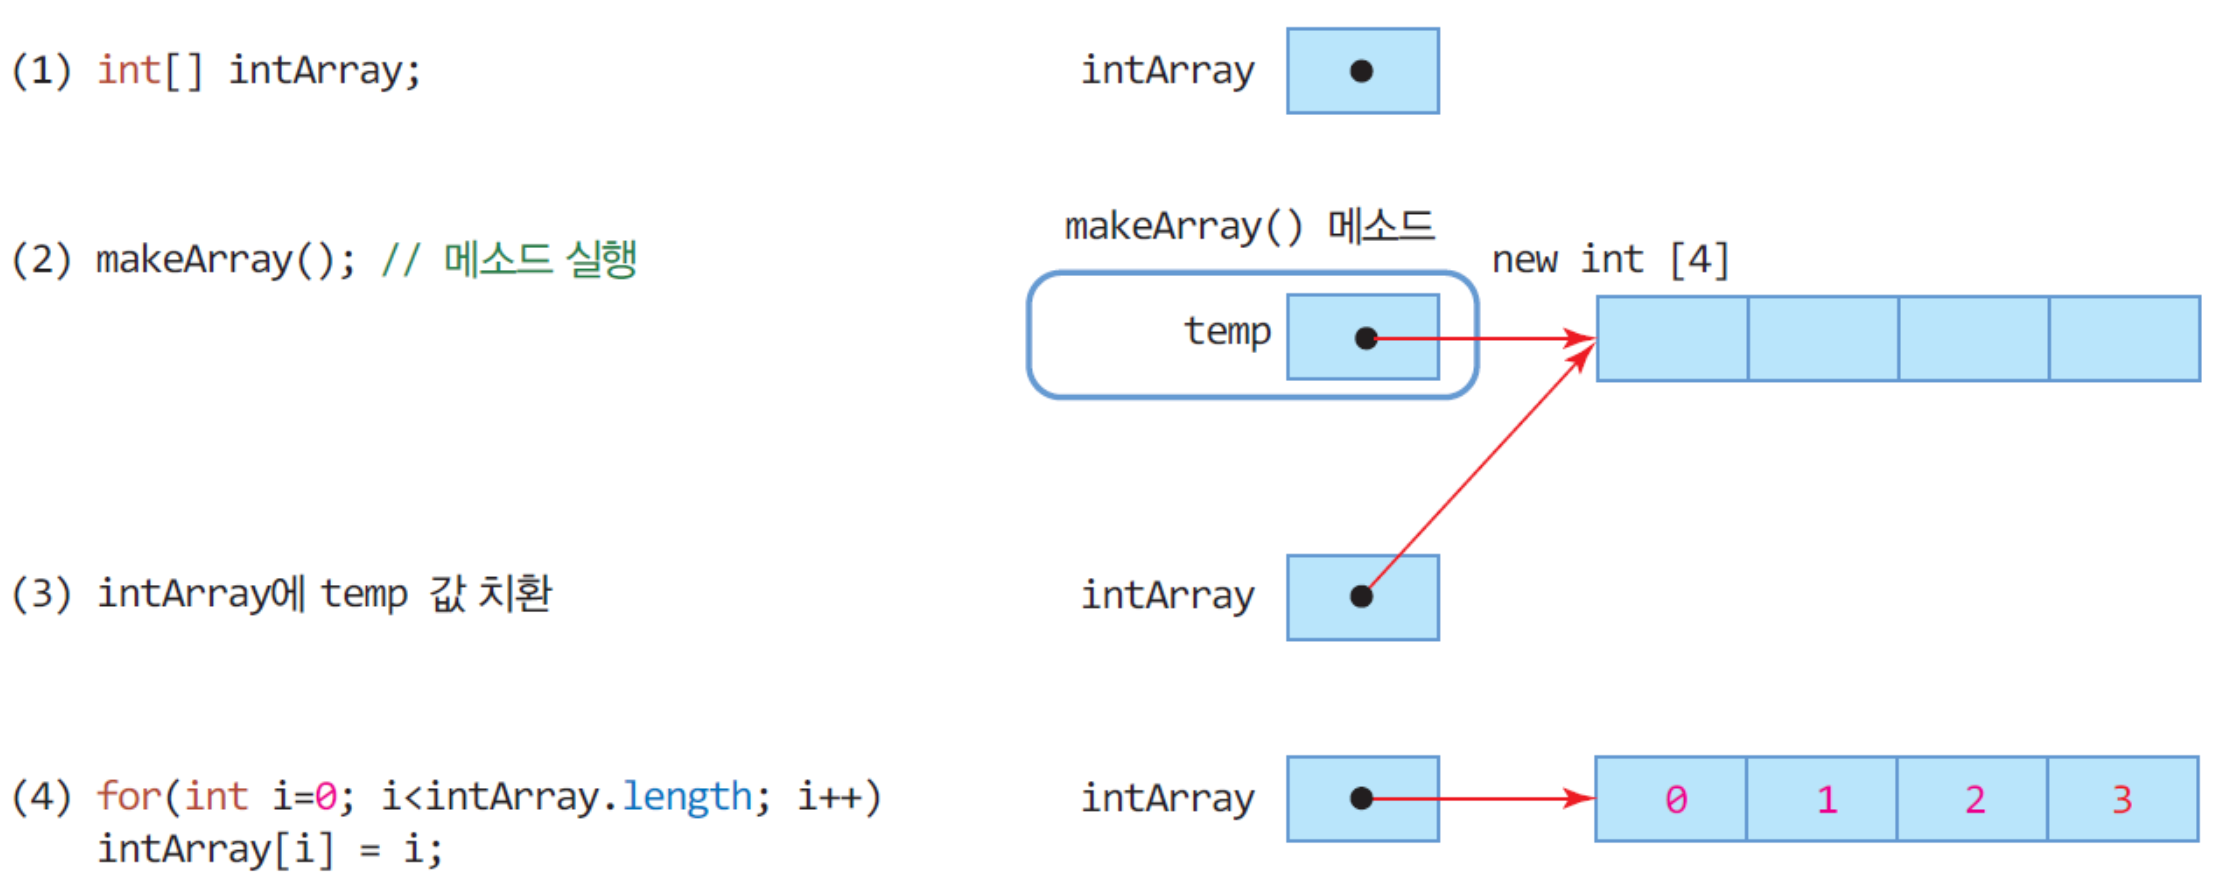 (1) int[] intArray;
intArray
makeArray() 메소드
(2) makeArray(); // 메소드 실행
new int [4]
temp
(3) intArray에 temp 값 치환
intArray
(4) for(int i=0; i<intArray.length; i++)
intArray[i] = i;
intArray
0 1 2 3